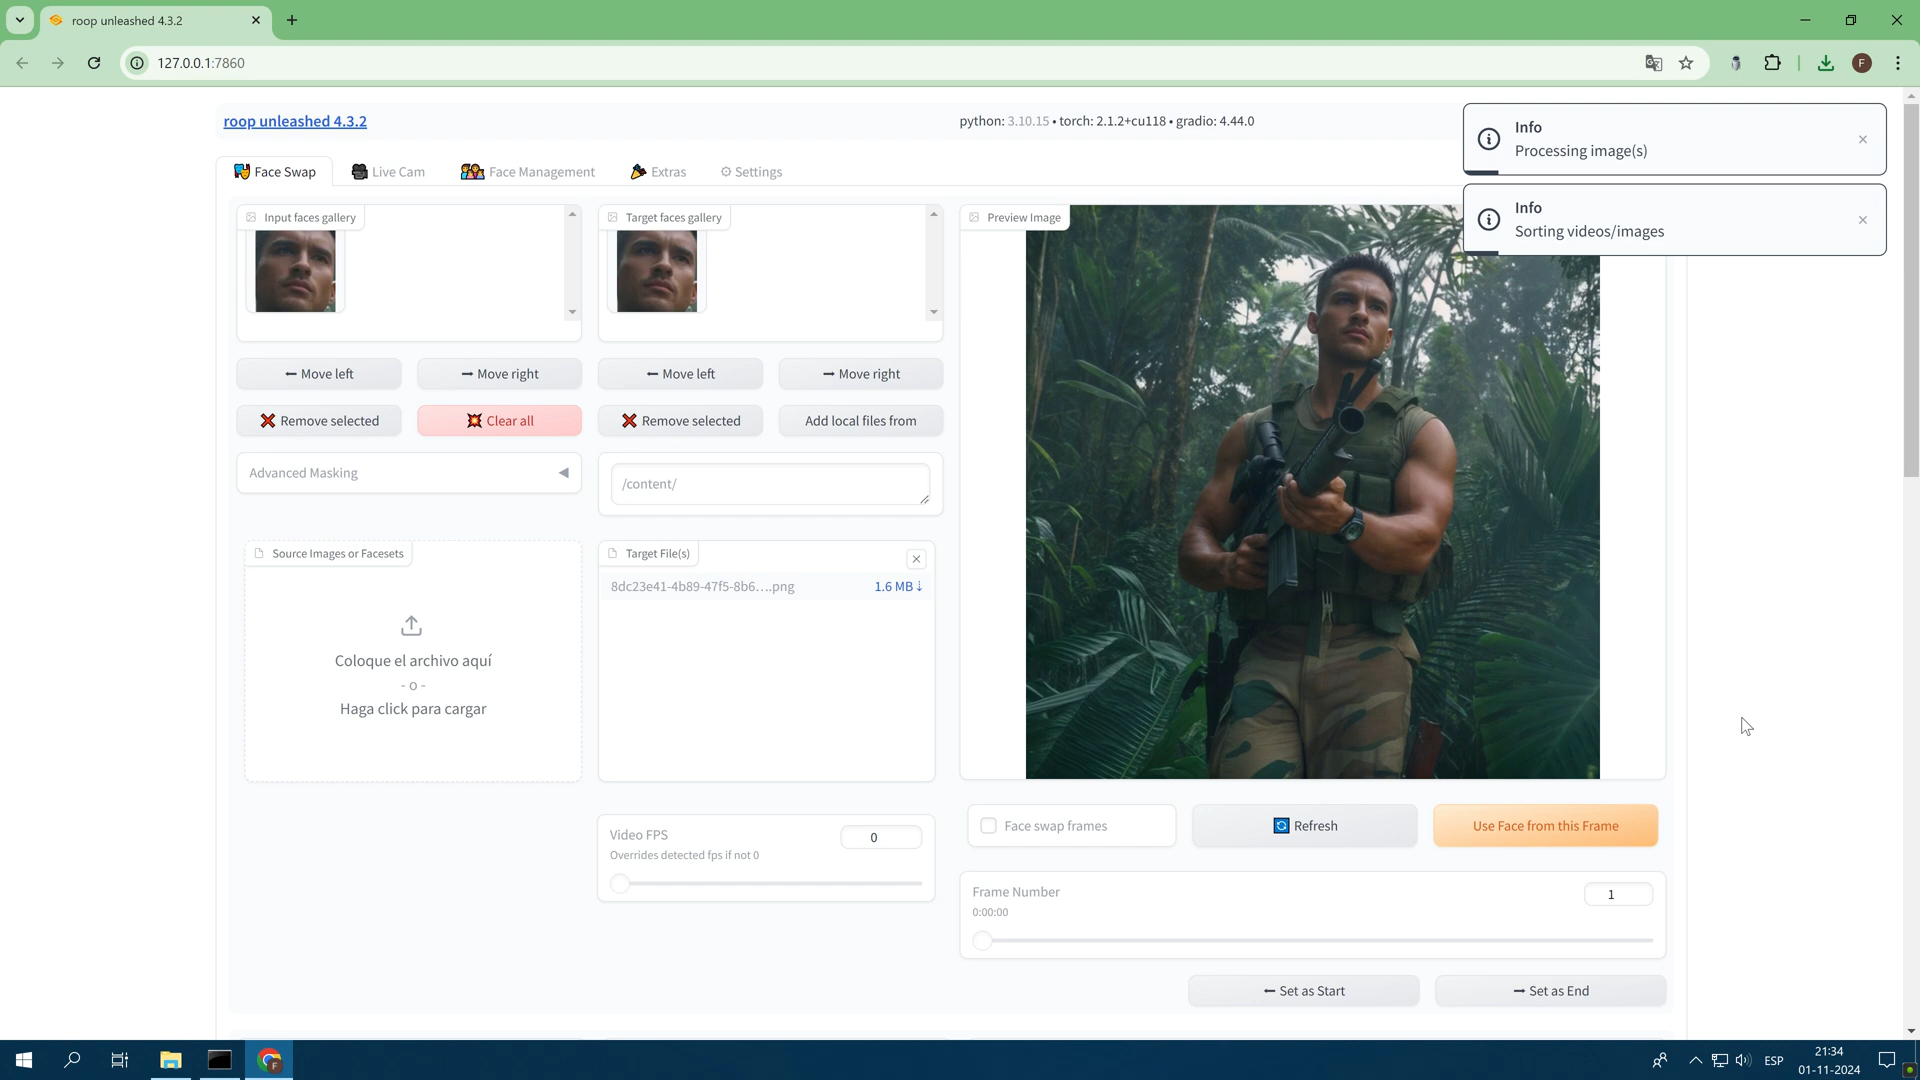 roop unleashed 4.3.2
127.0.0.1:7860
F
roop unleashed 4.3.2
python: 3.10.15 • torch: 2.1.2+cu118 • gradio: 4.44.0
Info
Processing image(s)
Info
Sorting videos/images
Face Swap
Live Cam
Face Management
Extras
Settings
Input faces gallery
Target faces gallery
Preview Image
Move left
Move right
Move left
Move right
Remove selected
Clear all
Remove selected
Add local files from
Advanced Masking
/content/
Source Images or Facesets
Coloque el archivo aquí
- o -
Haga click para cargar
Target File(s)
8dc23e41-4b89-47f5-8b6….png 1.6 MB ⇣
Video FPS
0
Overrides detected fps if not 0
Face swap frames
Refresh
Use Face from this Frame
Frame Number
1
0:00:00
Set as Start
Set as End
F
ESP
21:34
01-11-2024